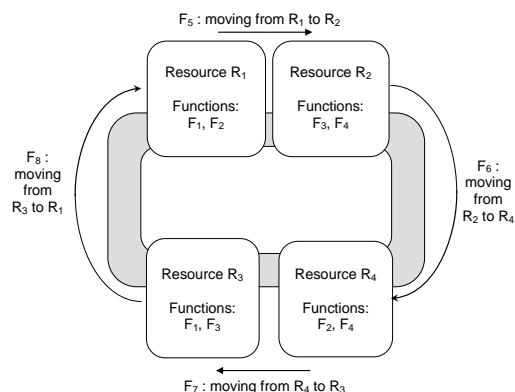 F₅ : moving from R₁ to R₂
Resource R₁
Functions:
F₁, F₂
Resource R₂
Functions:
F₃, F₄
F₈ :
moving
from
R₃ to R₁
F₆ :
moving
from
R₂ to R₄
Resource R₃
Functions:
F₁, F₃
Resource R₄
Functions:
F₂, F₄
F₇ : moving from R₄ to R₃